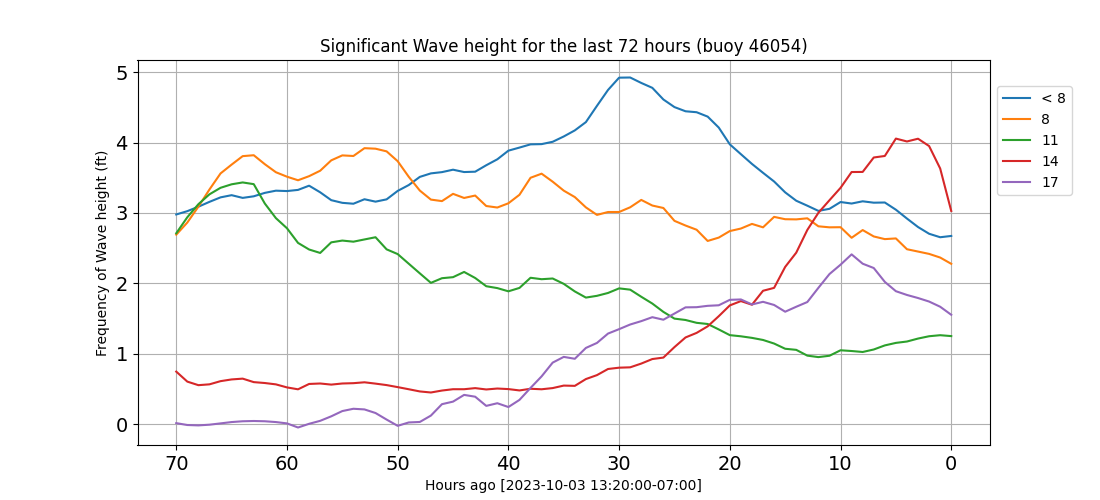 Significant Wave height for the last 72 hours (buoy 46054)
Frequency of Wave height (ft)
5
4
3
2
1
0
70 60 50 40 30 20 10 0
Hours ago [2023-10-03 13:20:00-07:00]
< 8
8
11
14
17